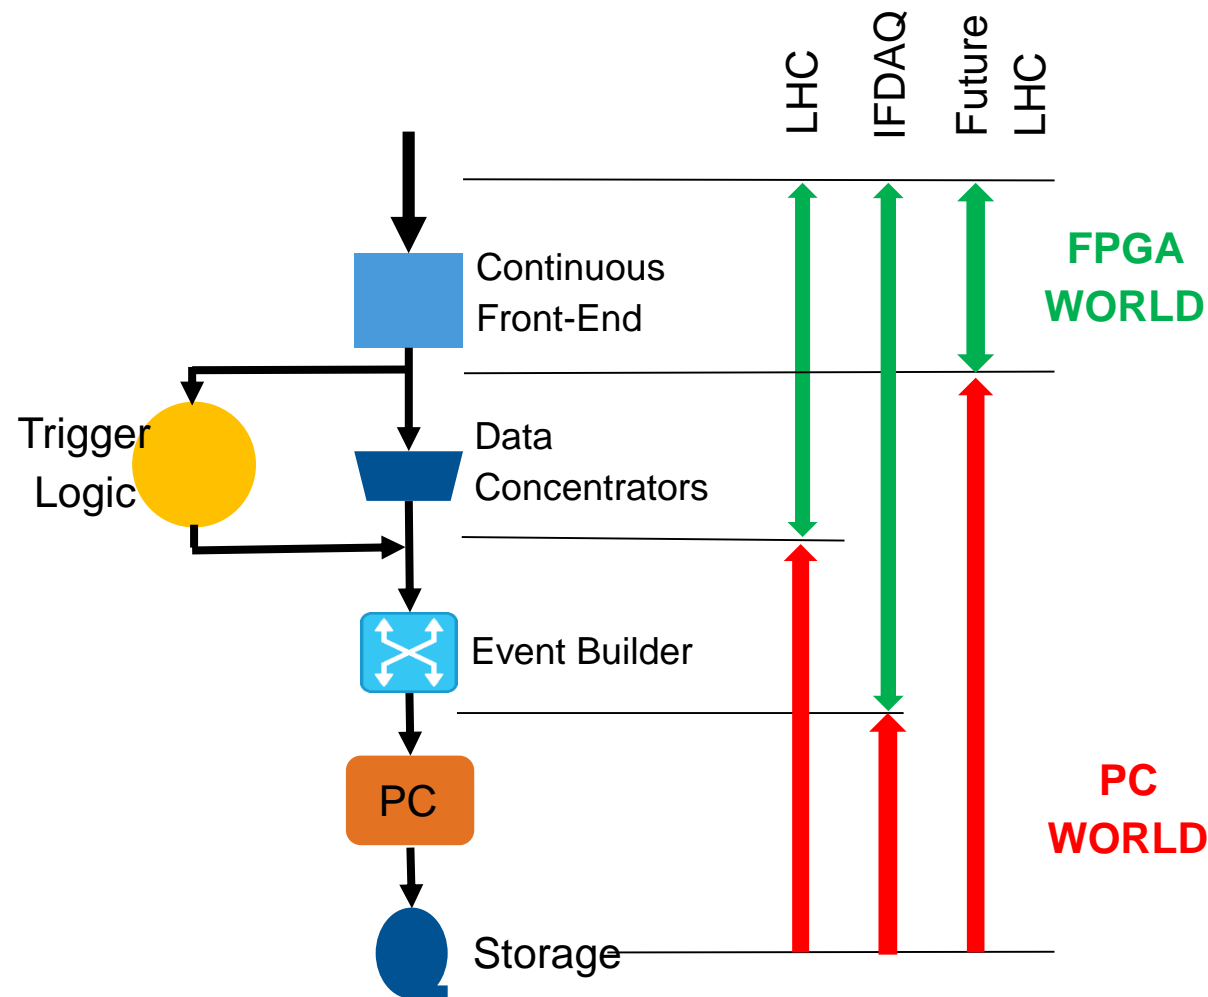 LHC
IFDAQ
Future
LHC
Continuous
Front-End
FPGA
WORLD
Trigger
Logic
Data
Concentrators
Event Builder
PC
PC
WORLD
Storage